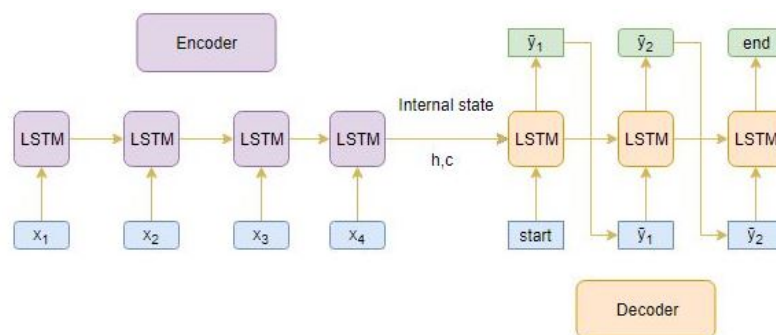 Encoder
ȳ₁ ȳ₂ end
Internal state
LSTM LSTM LSTM LSTM LSTM LSTM LSTM
h,c
x₁ x₂ x₃ x₄ start ȳ₁ ȳ₂
Decoder